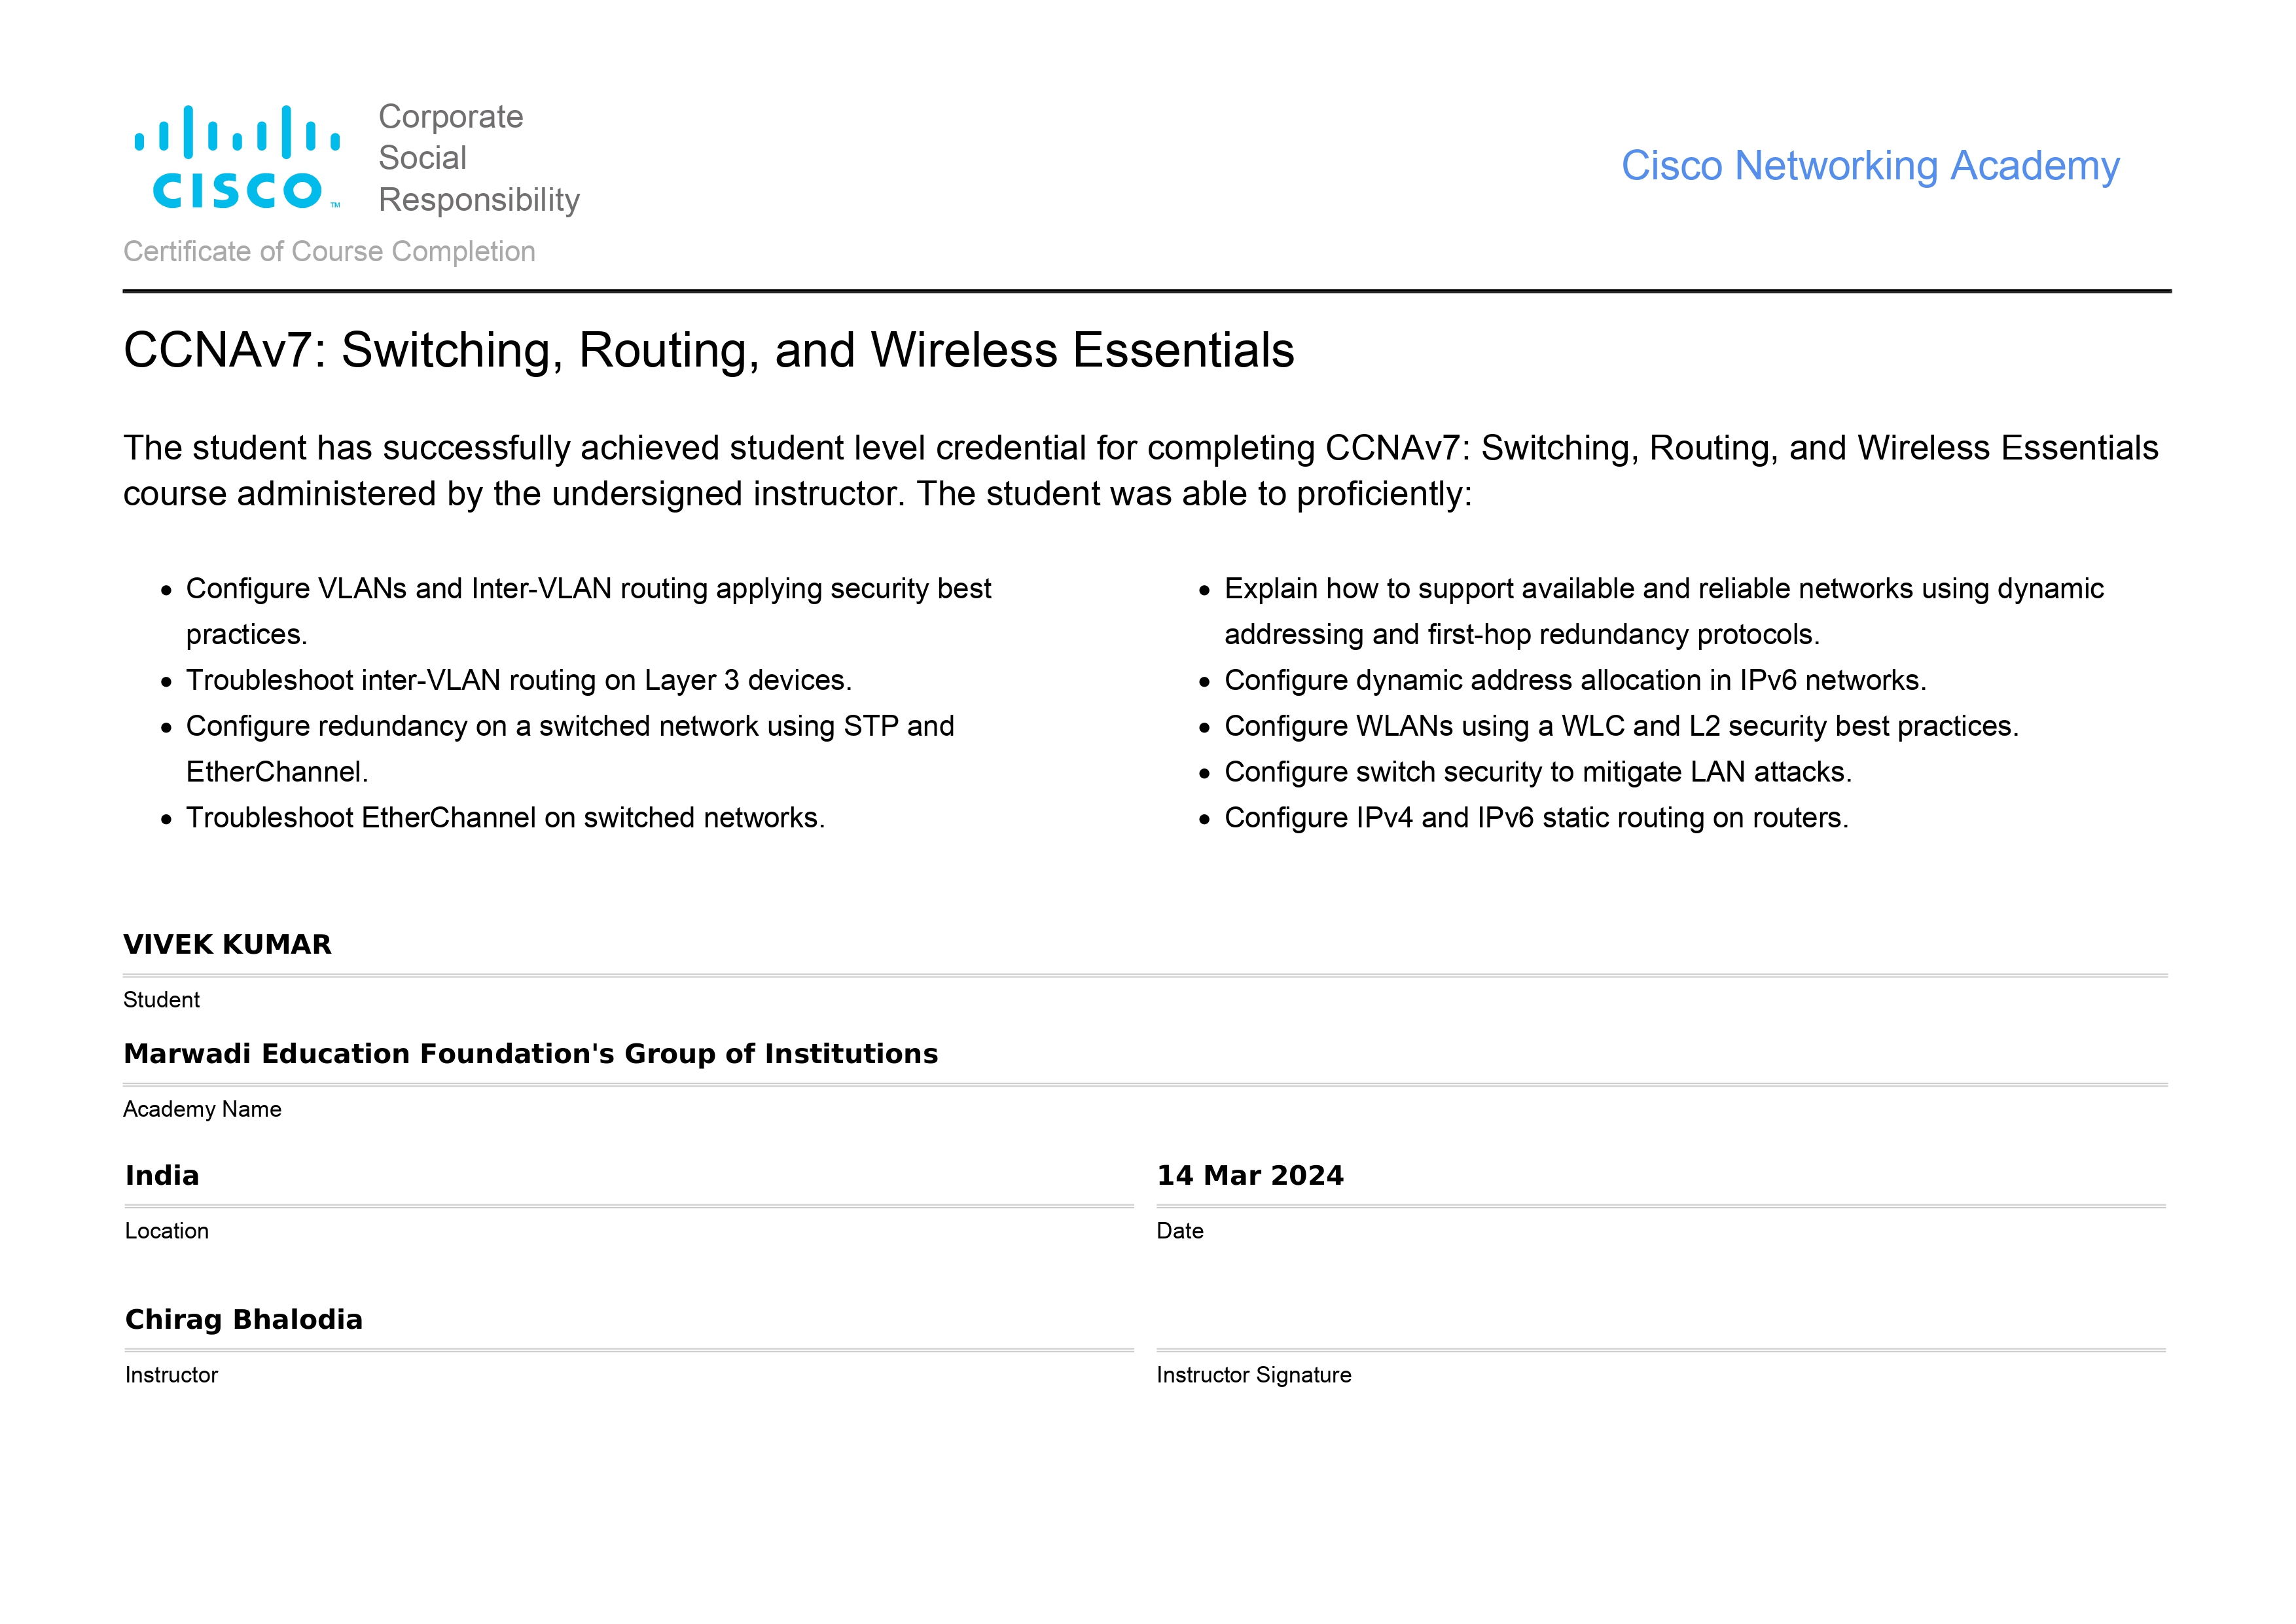 CISCO™
Corporate
Social
Responsibility
Cisco Networking Academy
Certificate of Course Completion
CCNAv7: Switching, Routing, and Wireless Essentials
The student has successfully achieved student level credential for completing CCNAv7: Switching, Routing, and Wireless Essentials
course administered by the undersigned instructor. The student was able to proficiently:
• Configure VLANs and Inter-VLAN routing applying security best
practices.
• Troubleshoot inter-VLAN routing on Layer 3 devices.
• Configure redundancy on a switched network using STP and
EtherChannel.
• Troubleshoot EtherChannel on switched networks.
• Explain how to support available and reliable networks using dynamic
addressing and first-hop redundancy protocols.
• Configure dynamic address allocation in IPv6 networks.
• Configure WLANs using a WLC and L2 security best practices.
• Configure switch security to mitigate LAN attacks.
• Configure IPv4 and IPv6 static routing on routers.
VIVEK KUMAR
Student
Marwadi Education Foundation's Group of Institutions
Academy Name
India
Location
14 Mar 2024
Date
Chirag Bhalodia
Instructor
Instructor Signature